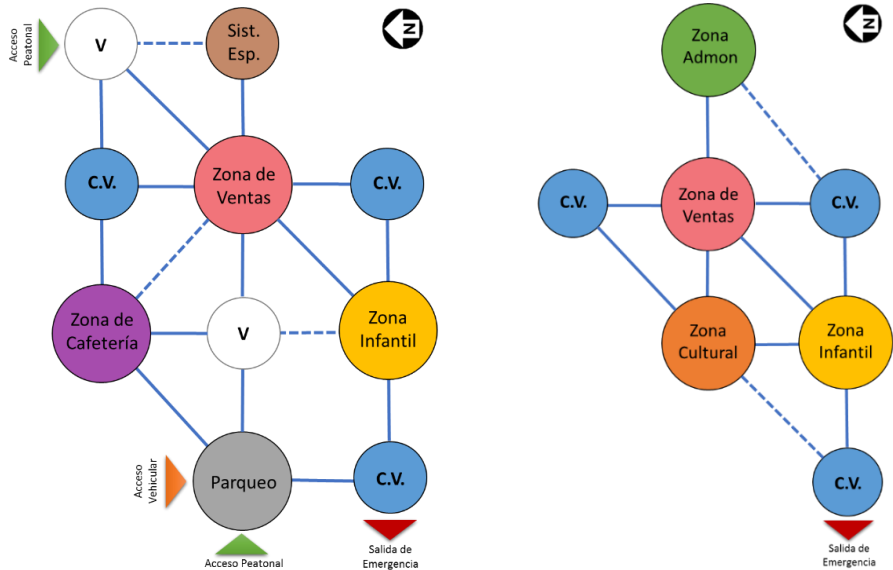 Acceso
Peatonal
V
Sist.
Esp.
N
C.V.
Zona de
Ventas
C.V.
Zona de
Cafetería
V
Zona
Infantil
Acceso
Vehicular
Parqueo
C.V.
Acceso Peatonal
Salida de
Emergencia
N
Zona
Admon
C.V.
Zona de
Ventas
C.V.
Zona
Cultural
Zona
Infantil
C.V.
Salida de
Emergencia